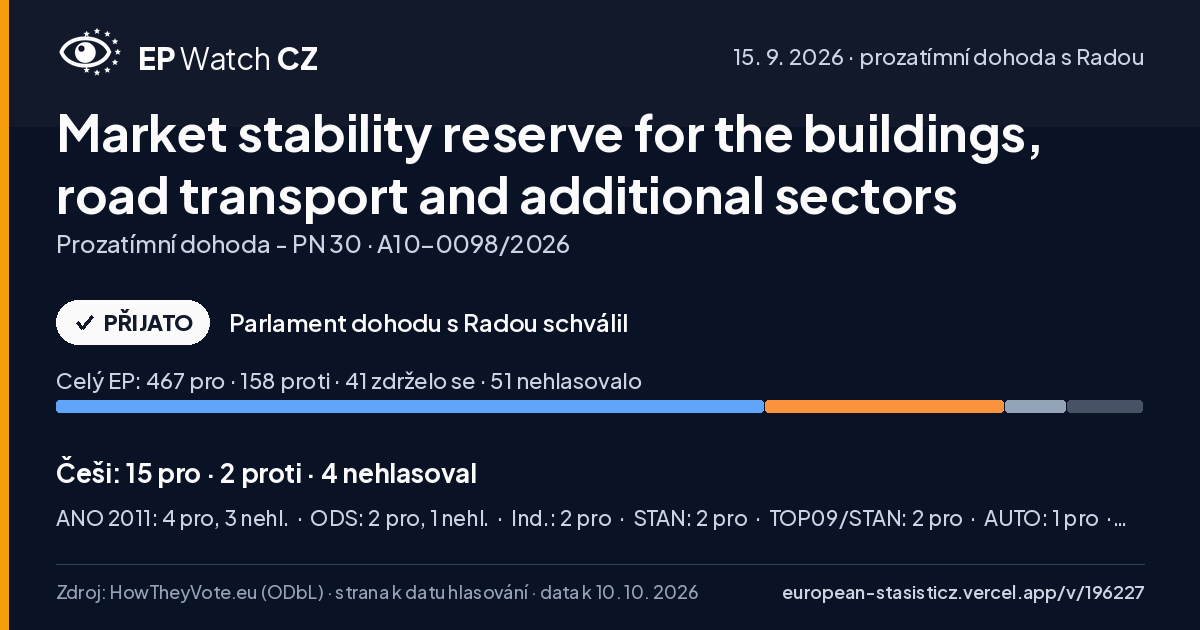 EP Watch CZ
15. 9. 2026 · prozatímní dohoda s Radou
Market stability reserve for the buildings,
road transport and additional sectors
Prozatímní dohoda – PN 30 · A10–0098/2026
✓ PŘIJATO
Parlament dohodu s Radou schválil
Celý EP: 467 pro · 158 proti · 41 zdrželo se · 51 nehlasovalo
Češi: 15 pro · 2 proti · 4 nehlasoval
ANO 2011: 4 pro, 3 nehl. · ODS: 2 pro, 1 nehl. · Ind.: 2 pro · STAN: 2 pro · TOP09/STAN: 2 pro · AUTO: 1 pro ·…
Zdroj: HowTheyVote.eu (ODbL) · strana k datu hlasování · data k 10. 10. 2026
european-stasisticz.vercel.app/v/196227